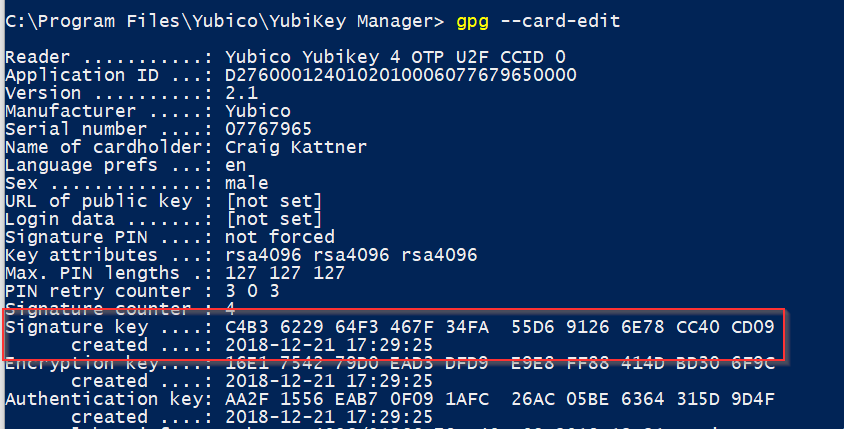 C:\Program Files\Yubico\YubiKey Manager> gpg --card-edit
Reader ...........: Yubico Yubikey 4 OTP U2F CCID 0
Application ID ...: D2760001240102010006077679650000
Version ..........: 2.1
Manufacturer .....: Yubico
Serial number ....: 07767965
Name of cardholder: Craig Kattner
Language prefs ...: en
Sex ..............: male
URL of public key : [not set]
Login data .......: [not set]
Signature PIN ....: not forced
Key attributes ...: rsa4096 rsa4096 rsa4096
Max. PIN lengths .: 127 127 127
PIN retry counter : 3 0 3
Signature counter : 4
Signature key ....: C4B3 6229 64F3 467F 34FA  55D6 9126 6E78 CC40 CD09
created ....: 2018-12-21 17:29:25
Encryption key....: 16E1 7542 79D0 EAD3 DFD9  E9E8 FF88 414D BD30 6F9C
created ....: 2018-12-21 17:29:25
Authentication key: AA2F 1556 EAB7 0F09 1AFC  26AC 05BE 6364 315D 9D4F
created ....: 2018-12-21 17:29:25